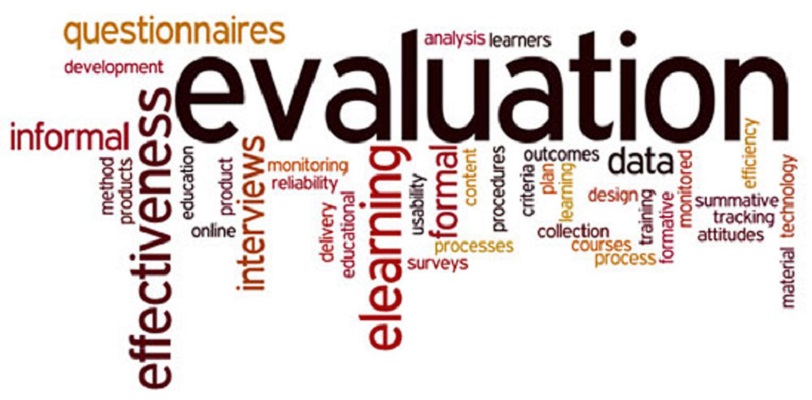 questionnaires
analysis
learners
evaluation
development
informal
effectiveness
method
products
education
product
online
interviews
monitoring
reliability
delivery
educational
elearning
usability
formal
content
processes
surveys
procedures
criteria
outcomes
plan
learning
data
design
collection
courses
process
training
formative
monitored
summative
tracking
attitudes
efficiency
technology
material